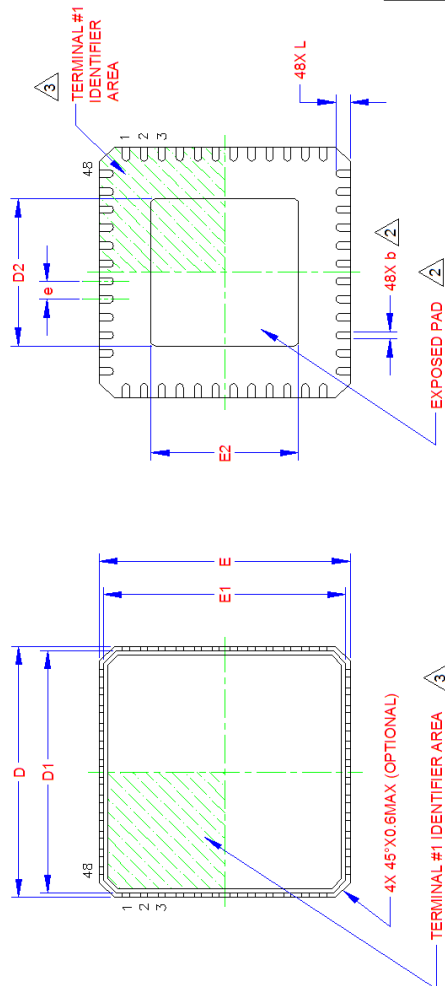 3
TERMINAL #1
IDENTIFIER
AREA
48
1
2
3
48X L
D2
e
E2
48X b
2
2
EXPOSED PAD
D
D1
E
E1
48
1
2
3
4X 45°X0.6MAX (OPTIONAL)
TERMINAL #1 IDENTIFIER AREA
3